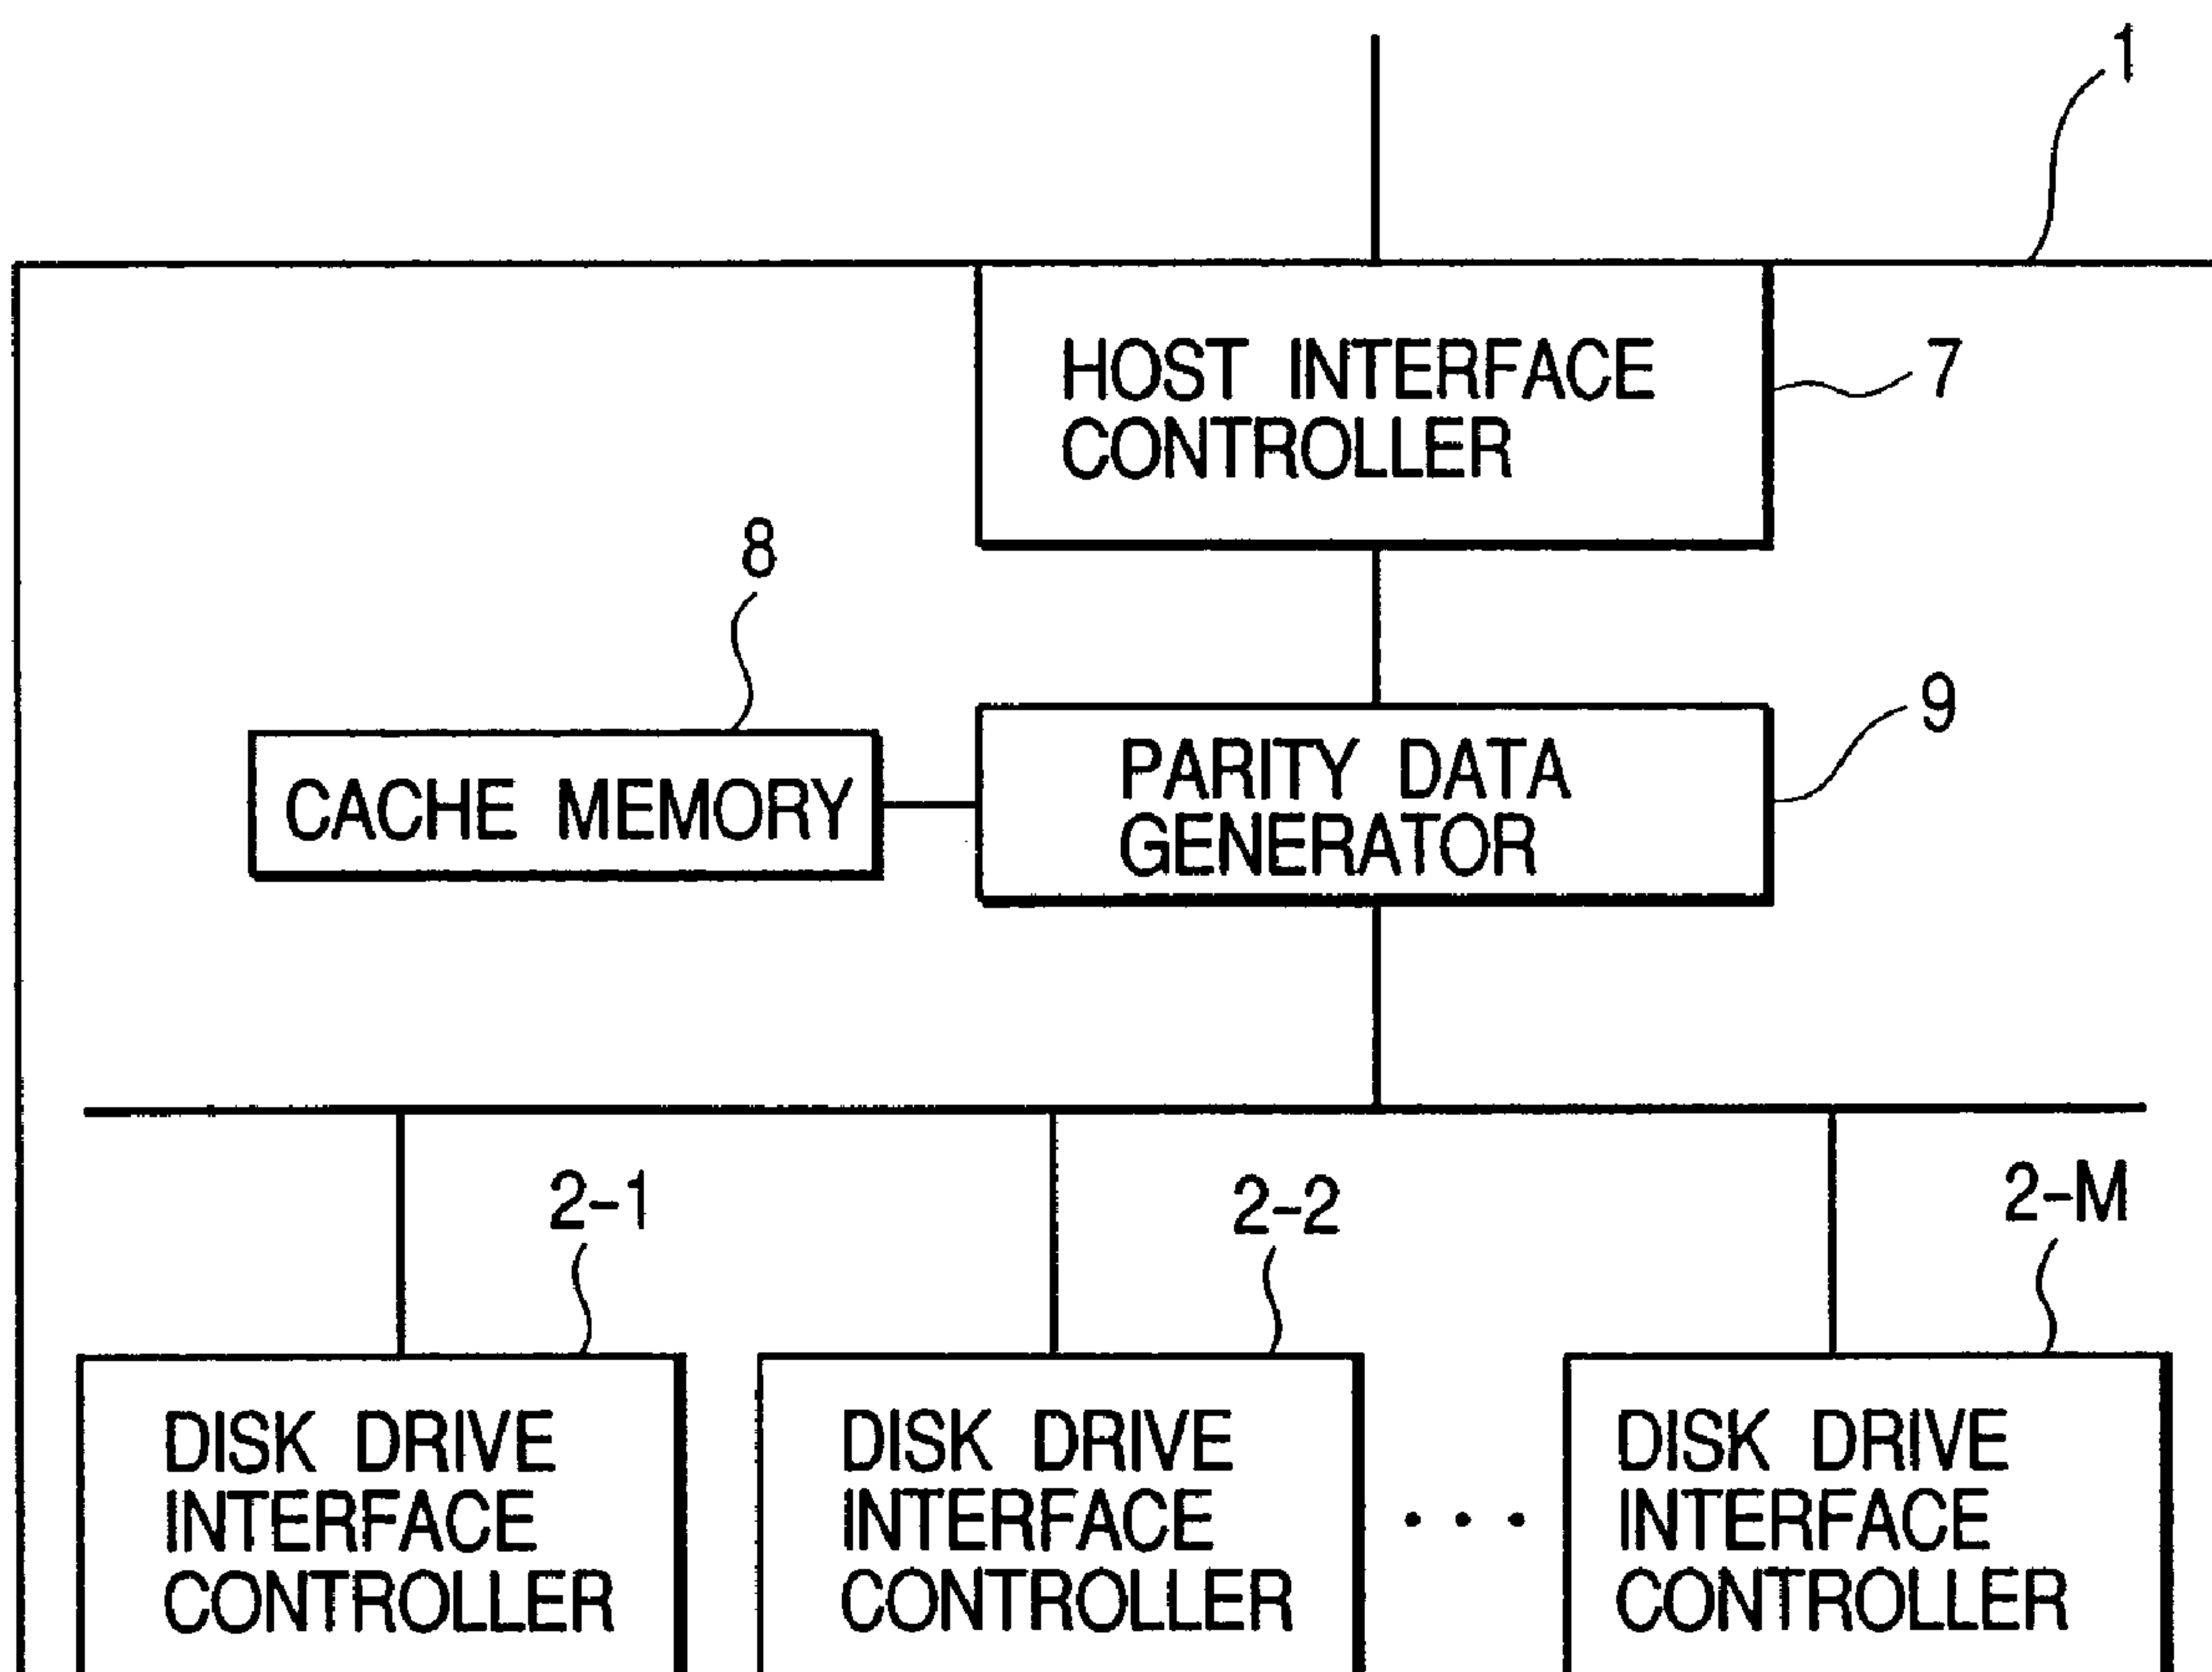 1
HOST INTERFACE
CONTROLLER
7
8
9
CACHE MEMORY
PARITY DATA
GENERATOR
2-1
2-2
2-M
DISK DRIVE
INTERFACE
CONTROLLER
DISK DRIVE
INTERFACE
CONTROLLER
...
DISK DRIVE
INTERFACE
CONTROLLER